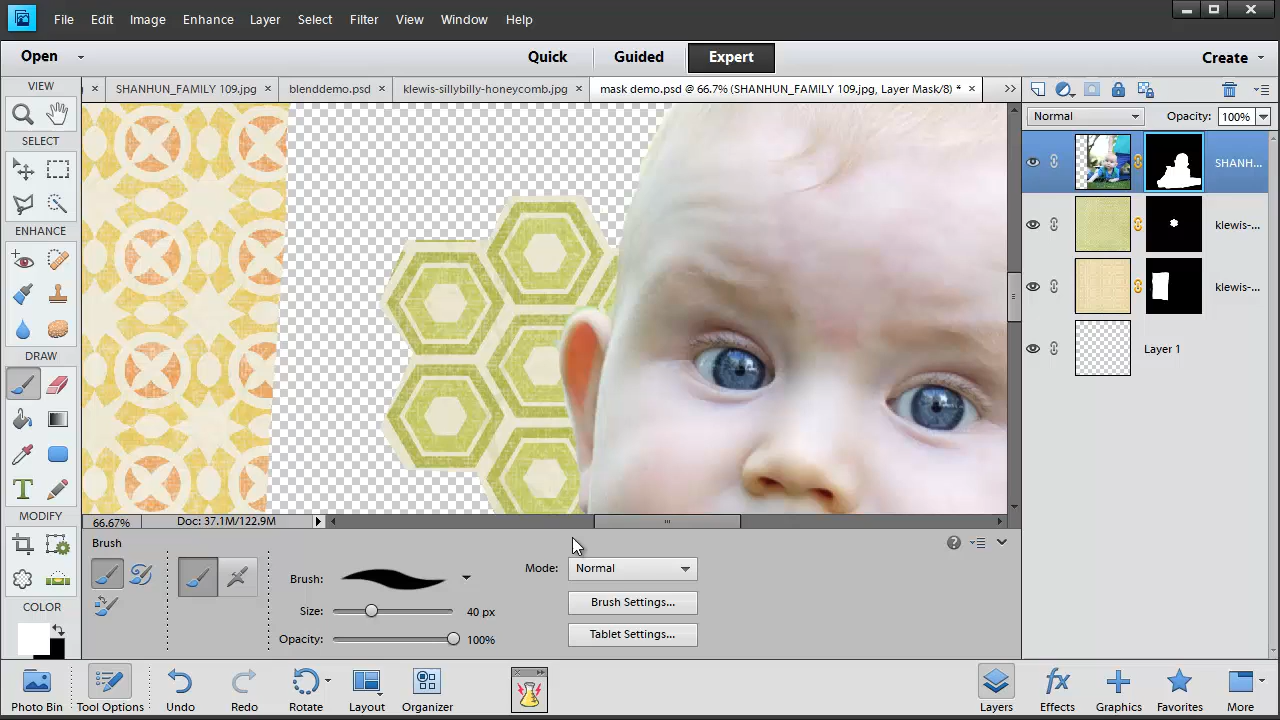 File Edit Image Enhance Layer Select Filter View Window Help
Open Quick Guided Expert Create
VIEW
SHANHUN_FAMILY 109.jpg × blenddemo.psd × klewis-sillybilly-honeycomb.jpg × mask demo.psd @ 66.7% (SHANHUN_FAMILY 109.jpg, Layer Mask/8) * ×
Normal Opacity: 100%
SELECT
SHANH...
klewis-...
ENHANCE
klewis-...
Layer 1
DRAW
T
MODIFY
66.67% Doc: 37.1M/122.9M
Brush
Mode: Normal
Brush:
Brush Settings...
COLOR
Size: 40 px
Tablet Settings...
Opacity: 100%
Photo Bin Tool Options Undo Redo Rotate Layout Organizer
fx
Layers Effects Graphics Favorites More